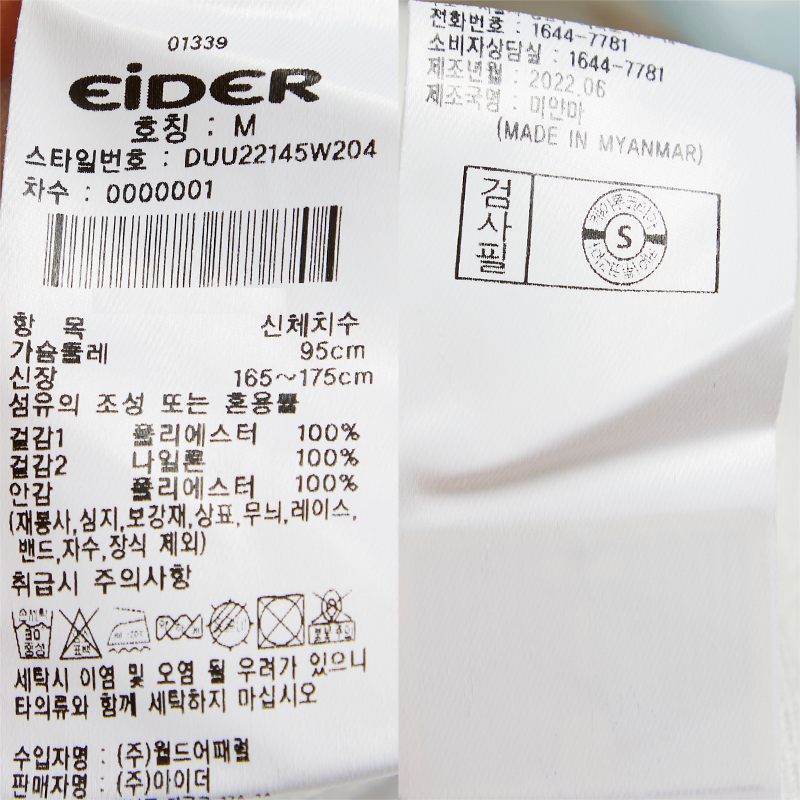 01339
EiDER
호칭 : M
스타일번호 : DUU22145W204
차수 : 0000001
항 목 신체치수
가슴둘레 95cm
신장 165~175cm
섬유의 조성 또는 혼용률
겉감1 폴리에스터 100%
겉감2 나일론 100%
안감 폴리에스터 100%
(재봉사,심지,보강재,상표,무늬,레이스,
밴드,자수,장식 제외)
취급시 주의사항
30
중성
표백
세탁시 이염 및 오염 될 우려가 있으니
타의류와 함께 세탁하지 마십시오
수입자명 : (주)월드어패럴
판매자명 : (주)아이더
전화번호 : 1644-7781
소비자상담실 : 1644-7781
제조년월 : 2022.06
제조국명 : 미얀마
(MADE IN MYANMAR)
검사필
S